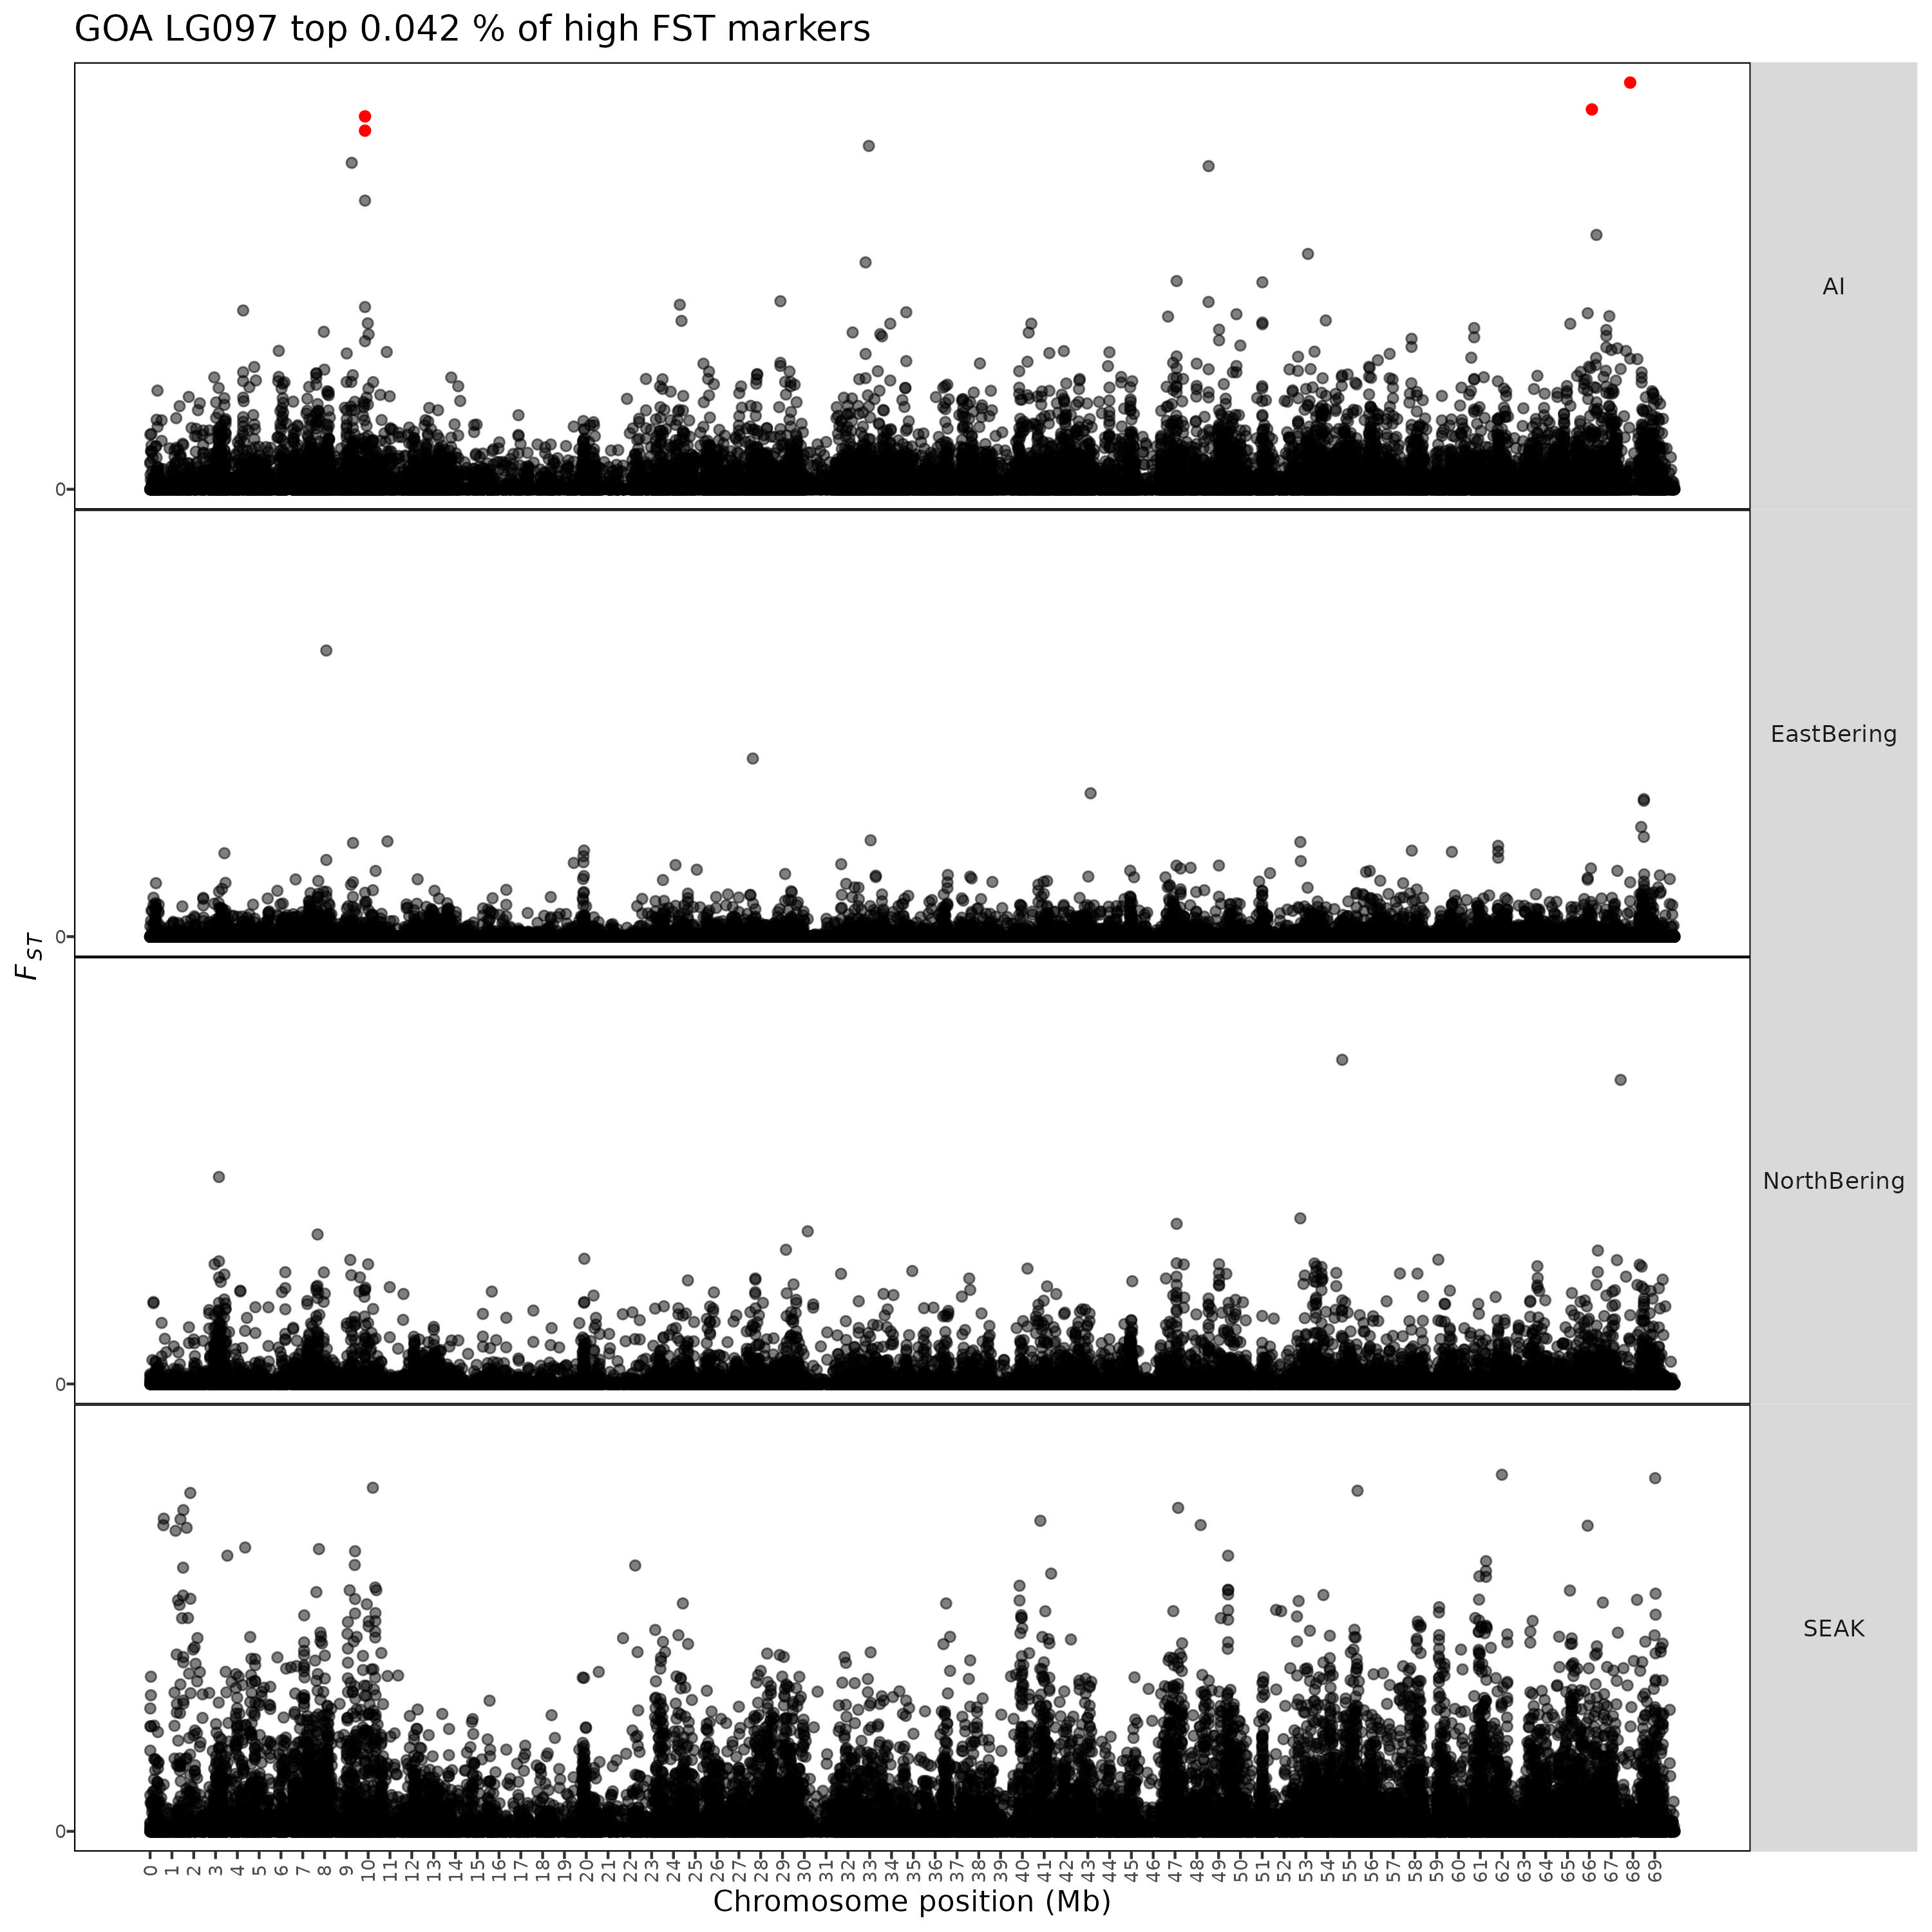 GOA LG097 top 0.042 % of high FST markers
AI
0
EastBering
0
F ST
NorthBering
0
SEAK
0
0 1 2 3 4 5 6 7 8 9 10 11 12 13 14 15 16 17 18 19 20 21 22 23 24 25 26 27 28 29 30 31 32 33 34 35 36 37 38 39 40 41 42 43 44 45 46 47 48 49 50 51 52 53 54 55 56 57 58 59 60 61 62 63 64 65 66 67 68 69
Chromosome position (Mb)